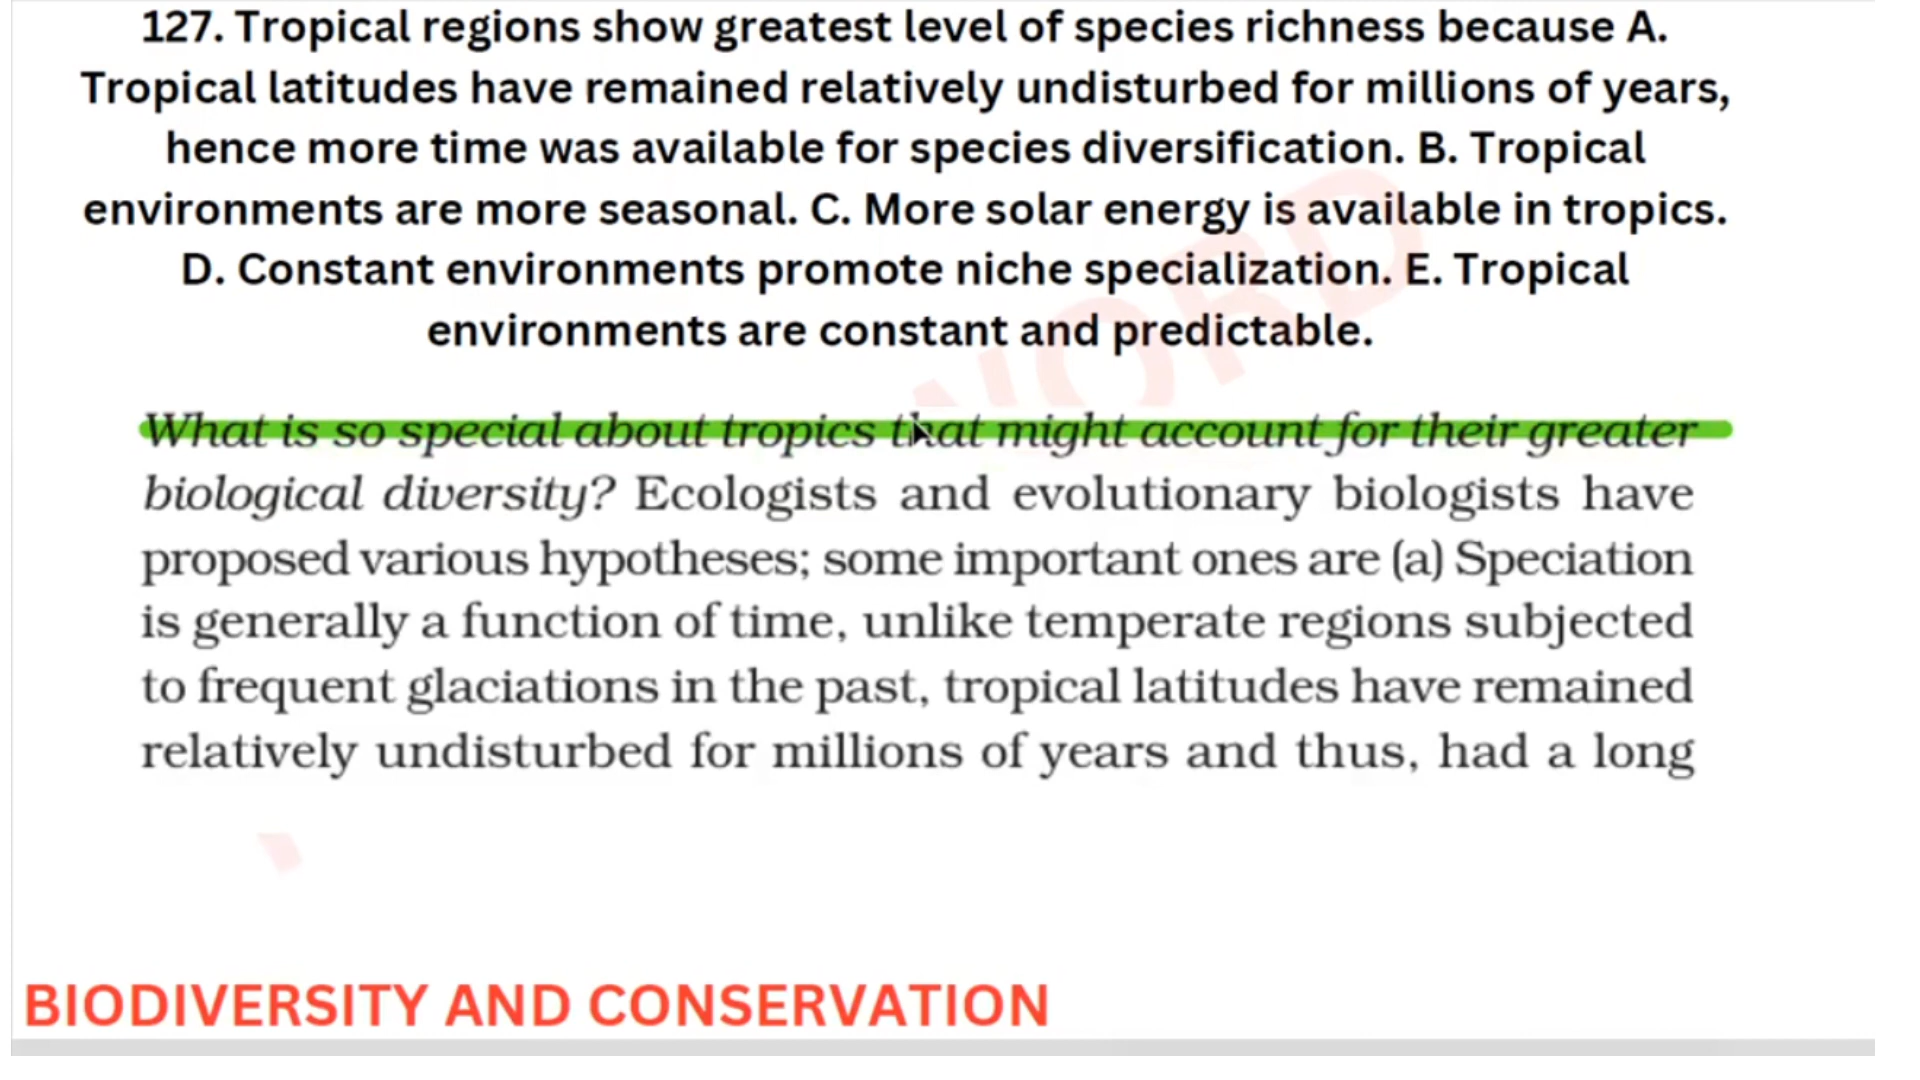 127. Tropical regions show greatest level of species richness because A.
Tropical latitudes have remained relatively undisturbed for millions of years,
hence more time was available for species diversification. B. Tropical
environments are more seasonal. C. More solar energy is available in tropics.
D. Constant environments promote niche specialization. E. Tropical
environments are constant and predictable.
What is so special about tropics that might account for their greater
biological diversity? Ecologists and evolutionary biologists have
proposed various hypotheses; some important ones are (a) Speciation
is generally a function of time, unlike temperate regions subjected
to frequent glaciations in the past, tropical latitudes have remained
relatively undisturbed for millions of years and thus, had a long
BIODIVERSITY AND CONSERVATION